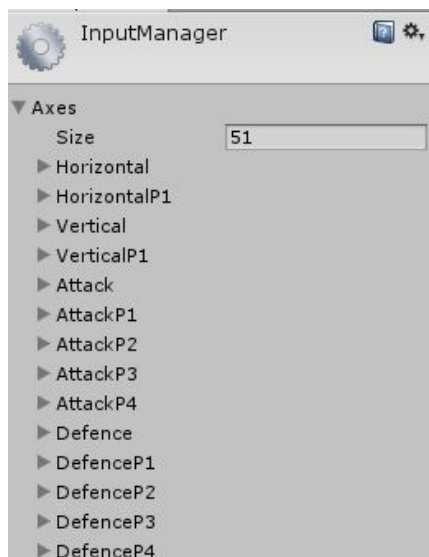 InputManager
Axes
Size 51
Horizontal
HorizontalP1
Vertical
VerticalP1
Attack
AttackP1
AttackP2
AttackP3
AttackP4
Defence
DefenceP1
DefenceP2
DefenceP3
DefenceP4